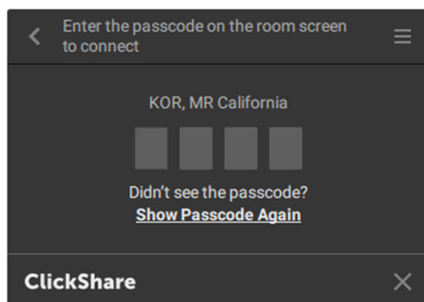 Enter the passcode on the room screen
to connect
KOR, MR California
Didn't see the passcode?
Show Passcode Again
ClickShare